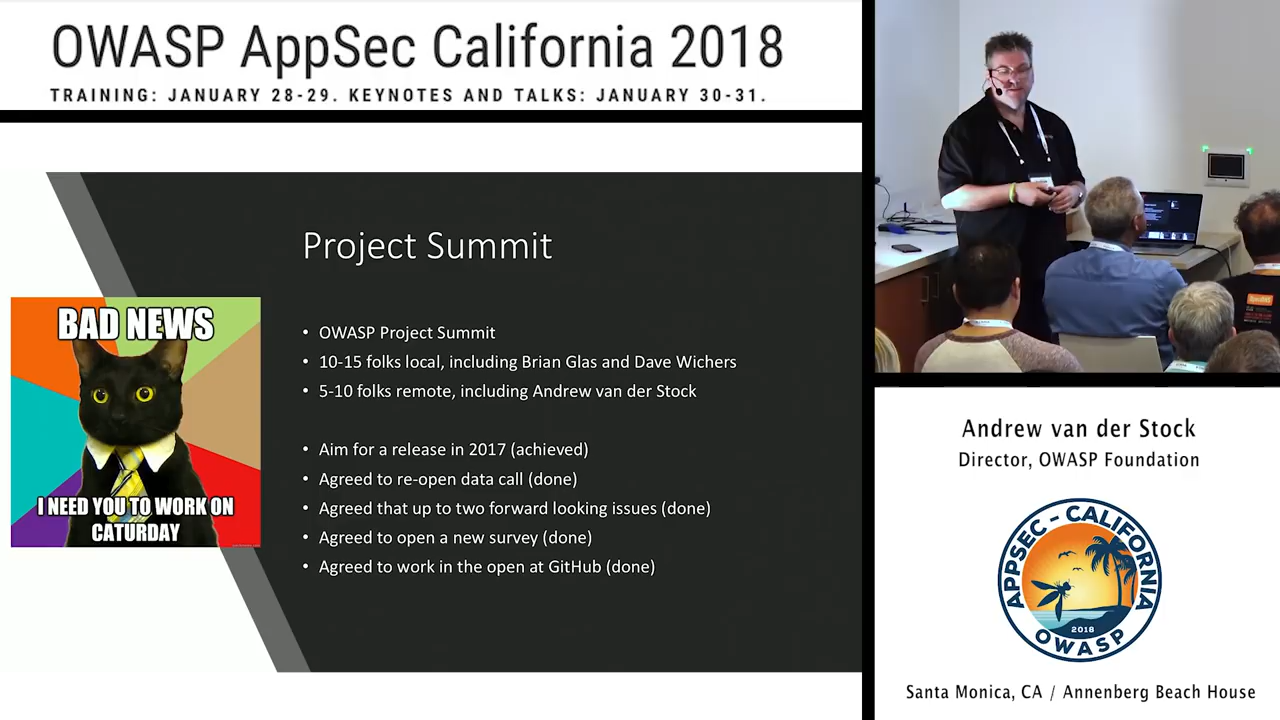 OWASP AppSec California 2018
TRAINING: JANUARY 28-29. KEYNOTES AND TALKS: JANUARY 30-31.
Project Summit
BAD NEWS
I NEED YOU TO WORK ON
CATURDAY
• OWASP Project Summit
• 10-15 folks local, including Brian Glas and Dave Wichers
• 5-10 folks remote, including Andrew van der Stock
• Aim for a release in 2017 (achieved)
• Agreed to re-open data call (done)
• Agreed that up to two forward looking issues (done)
• Agreed to open a new survey (done)
• Agreed to work in the open at GitHub (done)
Andrew van der Stock
Director, OWASP Foundation
APPSEC - CALIFORNIA
2018
OWASP
Santa Monica, CA / Annenberg Beach House